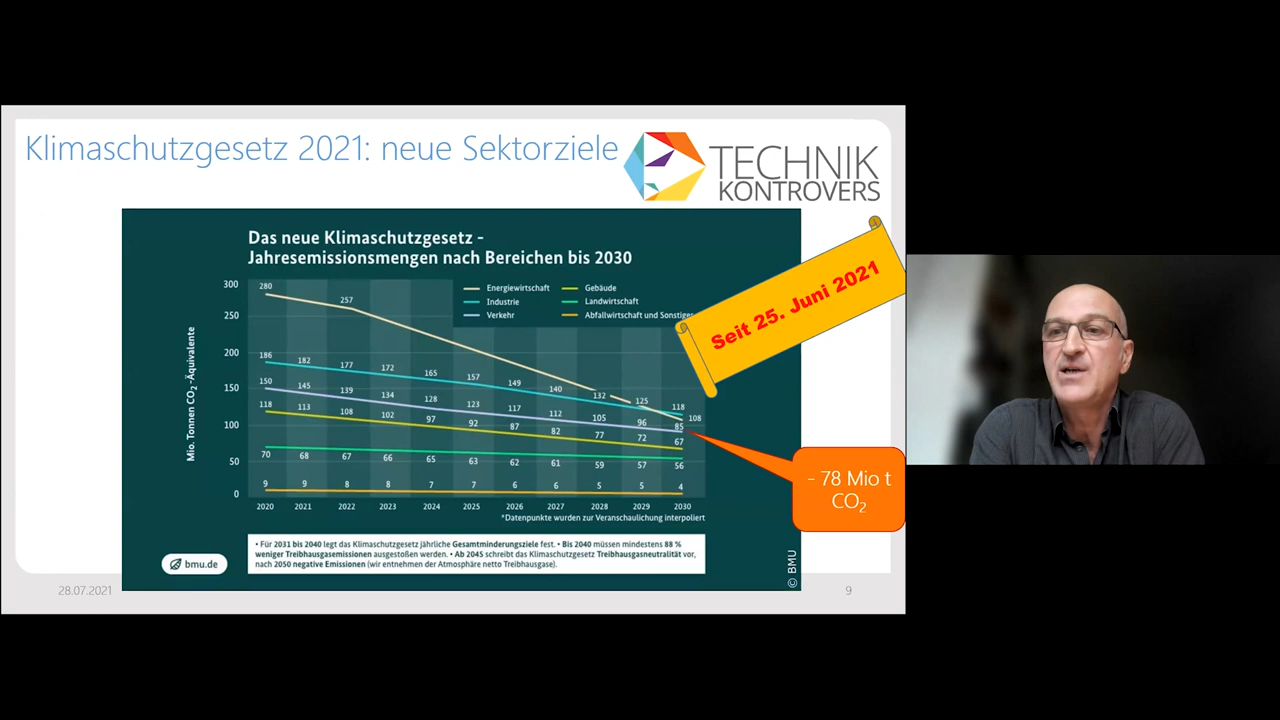 Klimaschutzgesetz 2021: neue Sektorziele
TECHNIK
KONTROVERS
Das neue Klimaschutzgesetz –
Jahresemissionsmengen nach Bereichen bis 2030
Mio. Tonnen CO₂-Äquivalente
300
250
200
150
100
50
0
Energiewirtschaft
Industrie
Verkehr
Gebäude
Landwirtschaft
Abfallwirtschaft und Sonstiges
280 257 108
186 182 177 172 165 157 149 140 132 125 118
150 145 139 134 128 123 117 112 105 96 85
118 113 108 102 97 92 87 82 77 72 67
70 68 67 66 65 63 62 61 59 57 56
9 9 8 8 7 7 6 6 5 5 4
2020 2021 2022 2023 2024 2025 2026 2027 2028 2029 2030
*Datenpunkte wurden zur Veranschaulichung interpoliert
Seit 25. Juni 2021
- 78 Mio t
CO₂
• Für 2031 bis 2040 legt das Klimaschutzgesetz jährliche Gesamtminderungsziele fest. • Bis 2040 müssen mindestens 88 %
weniger Treibhausgasemissionen ausgestoßen werden. • Ab 2045 schreibt das Klimaschutzgesetz Treibhausgasneutralität vor,
nach 2050 negative Emissionen (wir entnehmen der Atmosphäre netto Treibhausgase).
bmu.de
© BMU
28.07.2021
9